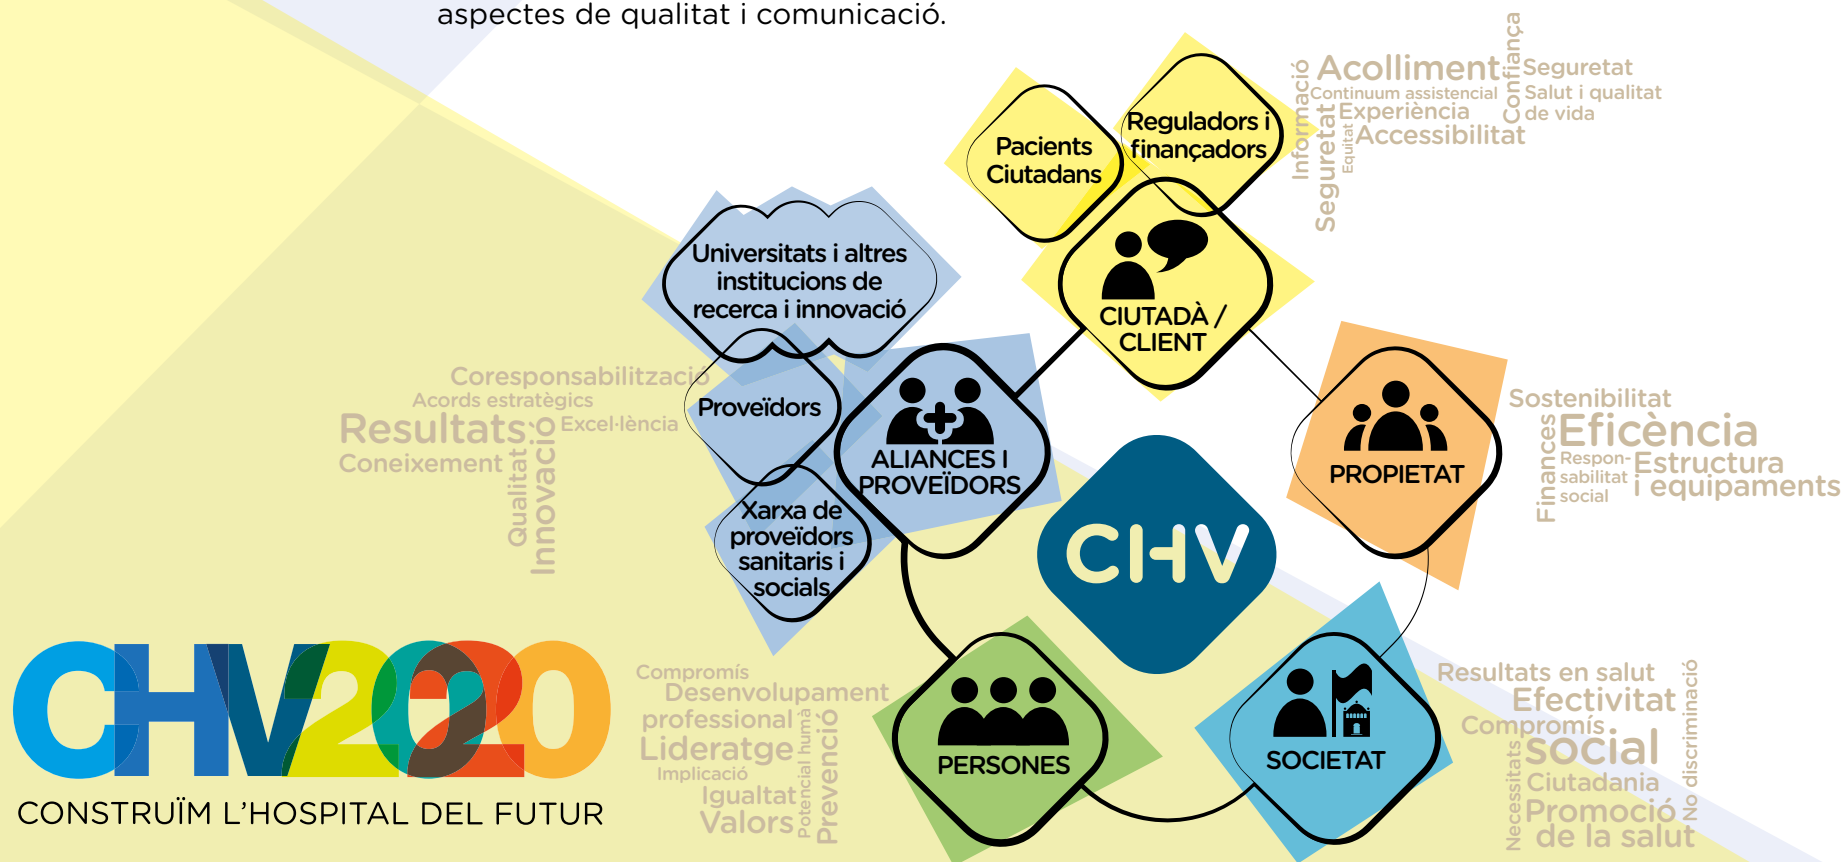 aspectes de qualitat i comunicació.
Informació
Acolliment
Confiança
Seguretat
Continuum assistencial
Salut i qualitat
de vida
Seguretat
Equitat
Experiència
Accessibilitat
Reguladors i
finançadors
Pacients
Ciutadans
Universitats i altres
institucions de
recerca i innovació
CIUTADÀ /
CLIENT
Coresponsabilització
Acords estratègics
Resultats
Excel·lència
Coneixement
Qualitat
Innovació
Proveïdors
ALIANCES I
PROVEÏDORS
Xarxa de
proveïdors
sanitaris i
socials
PROPIETAT
Sostenibilitat
Finances
Eficència
Respon-
sabilitat
social
Estructura
i equipaments
CHV
CHV2020
CONSTRUÏM L'HOSPITAL DEL FUTUR
Compromís
Desenvolupament
professional
Lideratge
Implicació
Igualtat
Valors
Potencial humà
Prevenció
PERSONES
SOCIETAT
Resultats en salut
Efectivitat
Compromís
social
Necessitats
Ciutadania
Promoció
de la salut
No discriminació